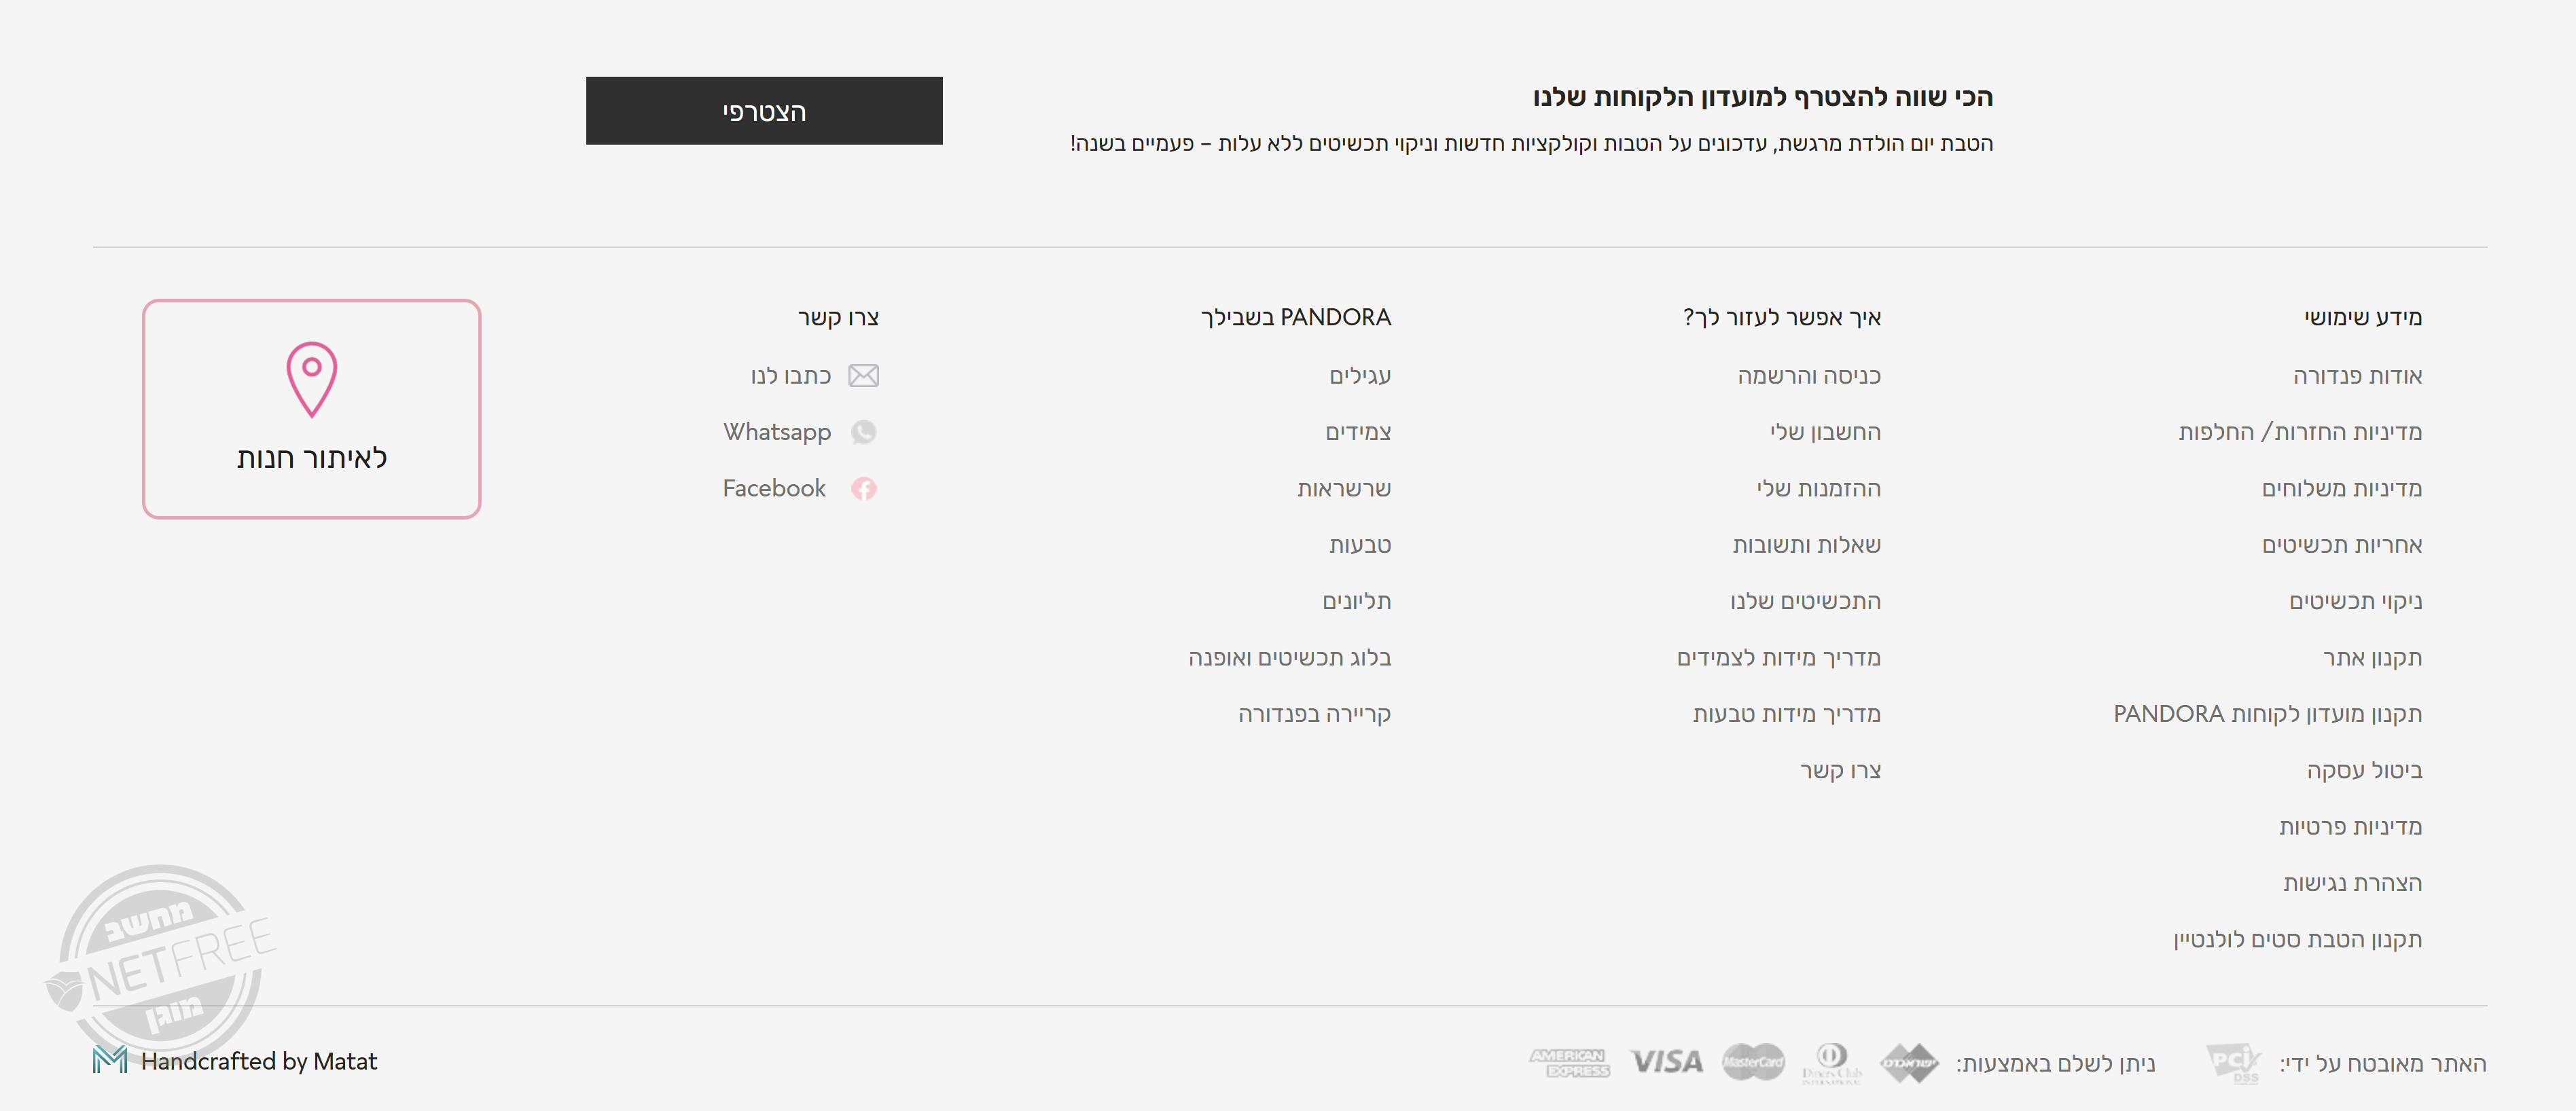 הכי שווה להצטרף למועדון הלקוחות שלנו
הטבת יום הולדת מרגשת, עדכונים על הטבות וקולקציות חדשות וניקוי תכשיטים ללא עלות – פעמיים בשנה!
הצטרפי
מידע שימושי
אודות פנדורה
מדיניות החזרות/ החלפות
מדיניות משלוחים
אחריות תכשיטים
ניקוי תכשיטים
תקנון אתר
תקנון מועדון לקוחות PANDORA
ביטול עסקה
מדיניות פרטיות
הצהרת נגישות
תקנון הטבת סטים לולנטיין
איך אפשר לעזור לך?
כניסה והרשמה
החשבון שלי
ההזמנות שלי
שאלות ותשובות
התכשיטים שלנו
מדריך מידות לצמידים
מדריך מידות טבעות
צרו קשר
PANDORA בשבילך
עגילים
צמידים
שרשראות
טבעות
תליונים
בלוג תכשיטים ואופנה
קריירה בפנדורה
צרו קשר
כתבו לנו
Whatsapp
Facebook
לאיתור חנות
האתר מאובטח על ידי:
PCI
DSS
ניתן לשלם באמצעות:
ישראכרט
Diners Club
INTERNATIONAL
MasterCard
VISA
AMERICAN
EXPRESS
Handcrafted by Matat
מחשב
NETFREE
מוגן